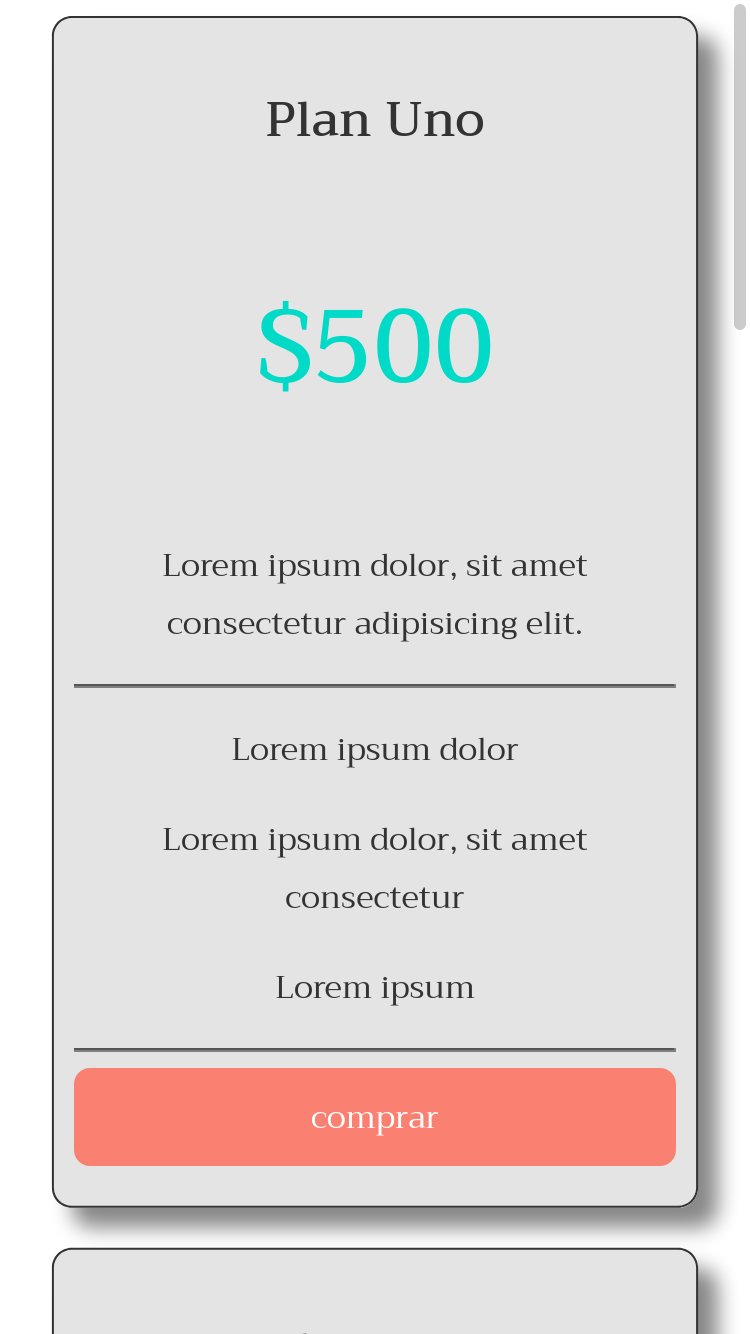 Plan Uno
$500
Lorem ipsum dolor, sit amet
consectetur adipisicing elit.
Lorem ipsum dolor
Lorem ipsum dolor, sit amet
consectetur
Lorem ipsum
comprar